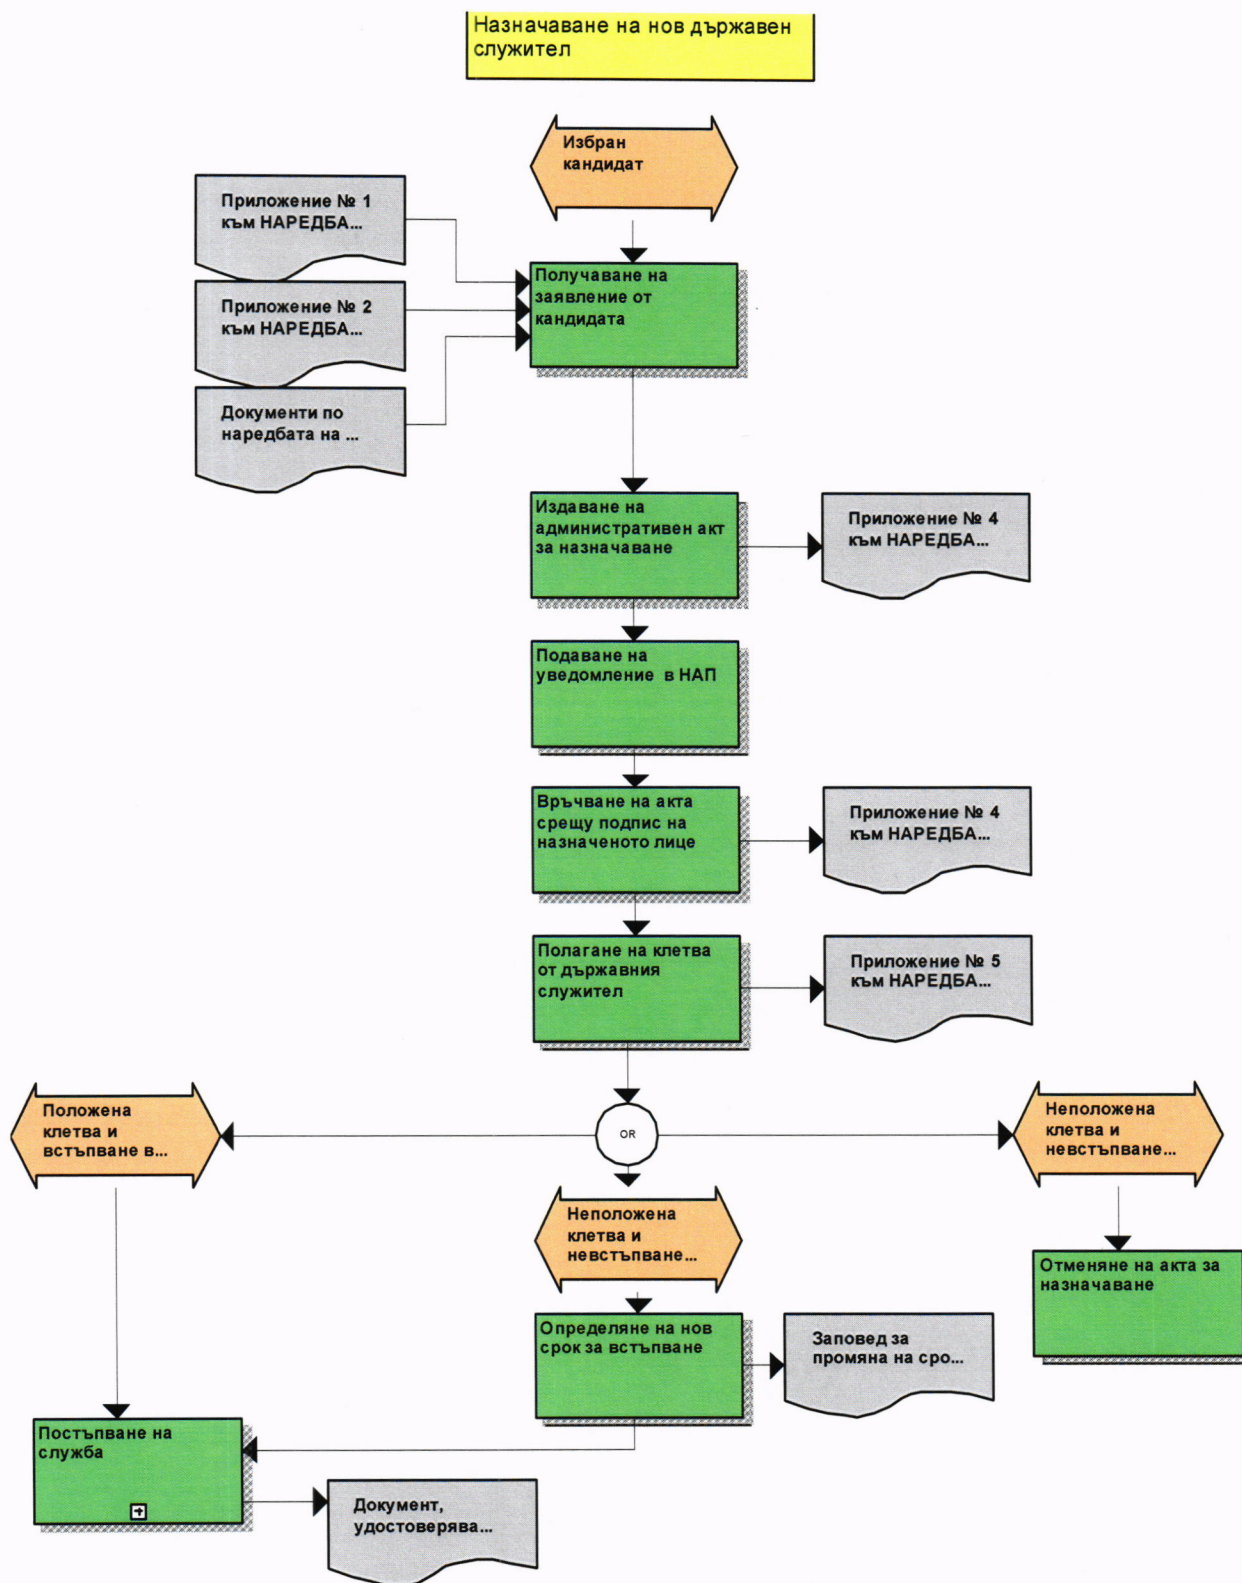 Назначаване на нов държавен
служител
Избран
кандидат
Приложение № 1
към НАРЕДБА...
Получаване на
заявление от
кандидата
Приложение № 2
към НАРЕДБА...
Документи по
наредбата на ...
Издаване на
административен акт
за назначаване
Приложение № 4
към НАРЕДБА...
Подаване на
уведомление в НАП
Връчване на акта
срещу подпис на
назначеното лице
Приложение № 4
към НАРЕДБА...
Полагане на клетва
от държавния
служител
Приложение № 5
към НАРЕДБА...
Положена
клетва и
встъпване в...
OR
Неположена
клетва и
невстъпване...
Неположена
клетва и
невстъпване...
Отменяне на акта за
назначаване
Определяне на нов
срок за встъпване
Заповед за
промяна на сро...
Постъпване на
служба
Документ,
удостоверява...